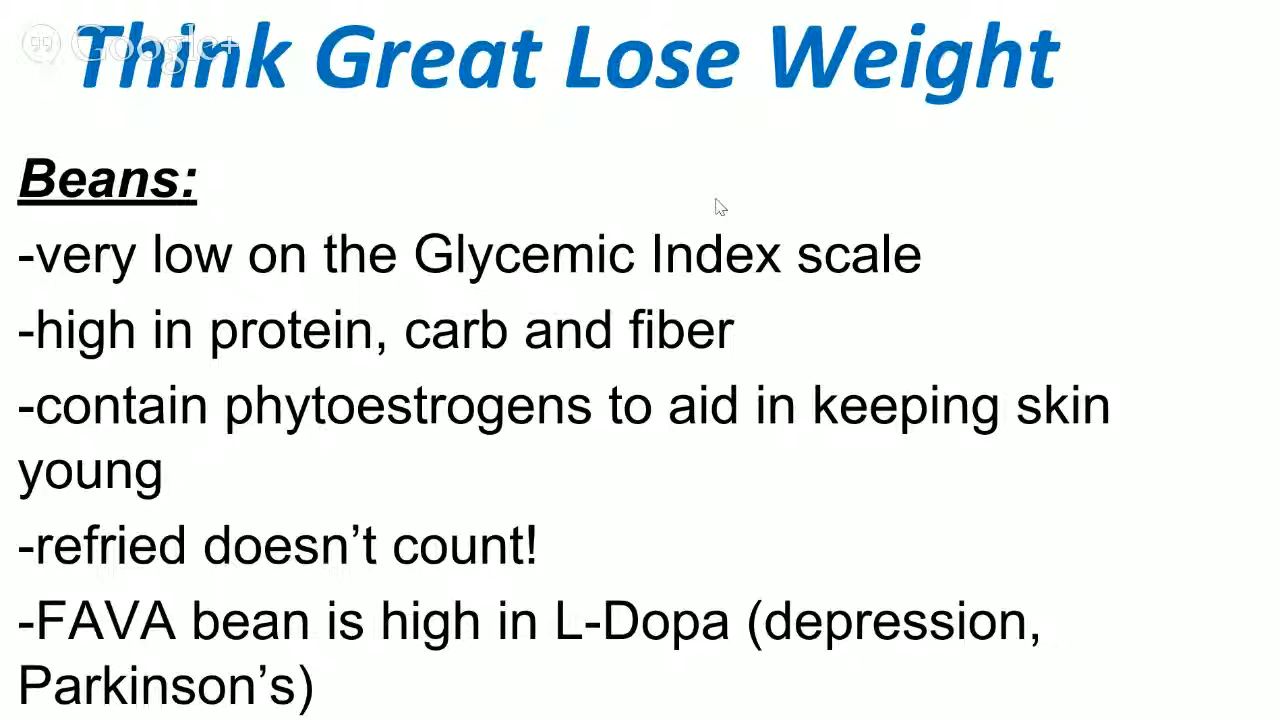 Google+
Think Great Lose Weight
Beans:
-very low on the Glycemic Index scale
-high in protein, carb and fiber
-contain phytoestrogens to aid in keeping skin
young
-refried doesn’t count!
-FAVA bean is high in L-Dopa (depression,
Parkinson’s)